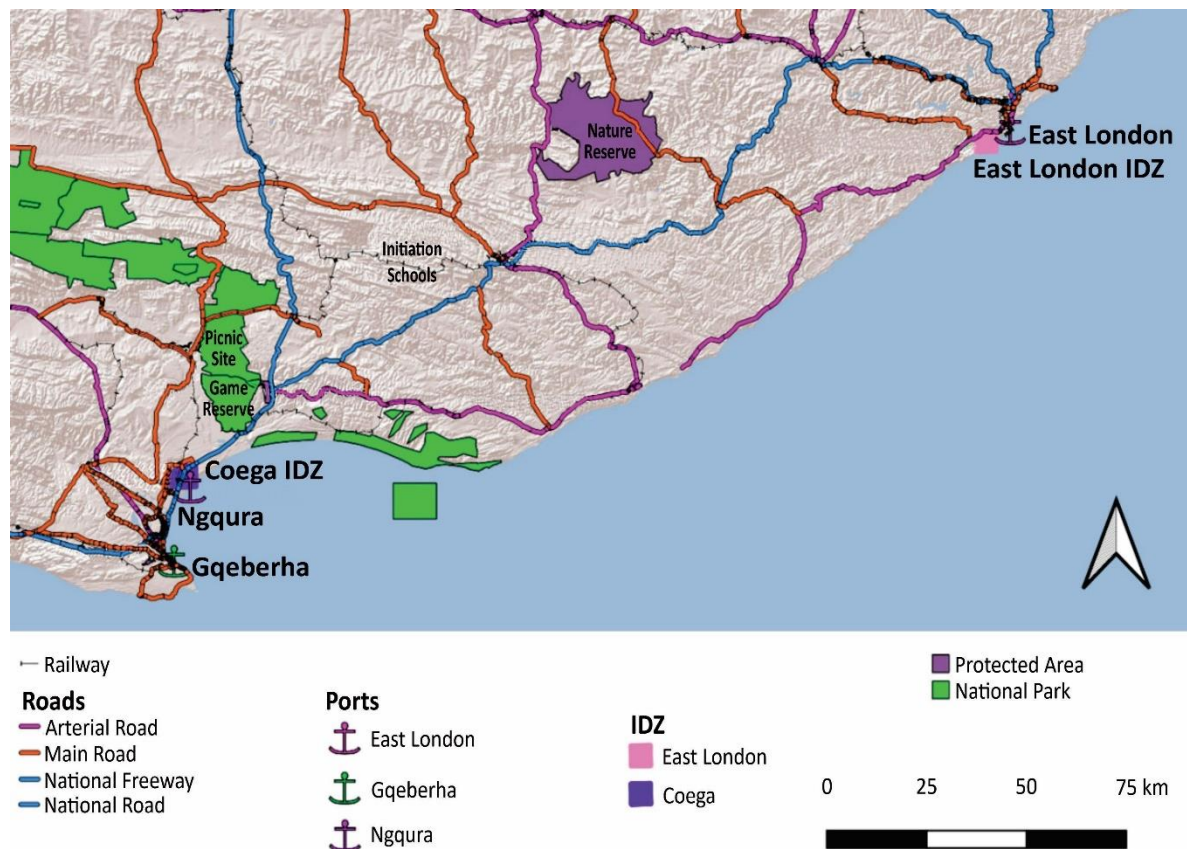 Nature
Reserve
East London
East London IDZ
Initiation
Schools
Picnic
Site
Game
Reserve
Coega IDZ
Ngqura
Gqeberha
Railway
Roads
Arterial Road
Main Road
National Freeway
National Road
Ports
East London
Gqeberha
Ngqura
IDZ
East London
Coega
Protected Area
National Park
0 25 50 75 km